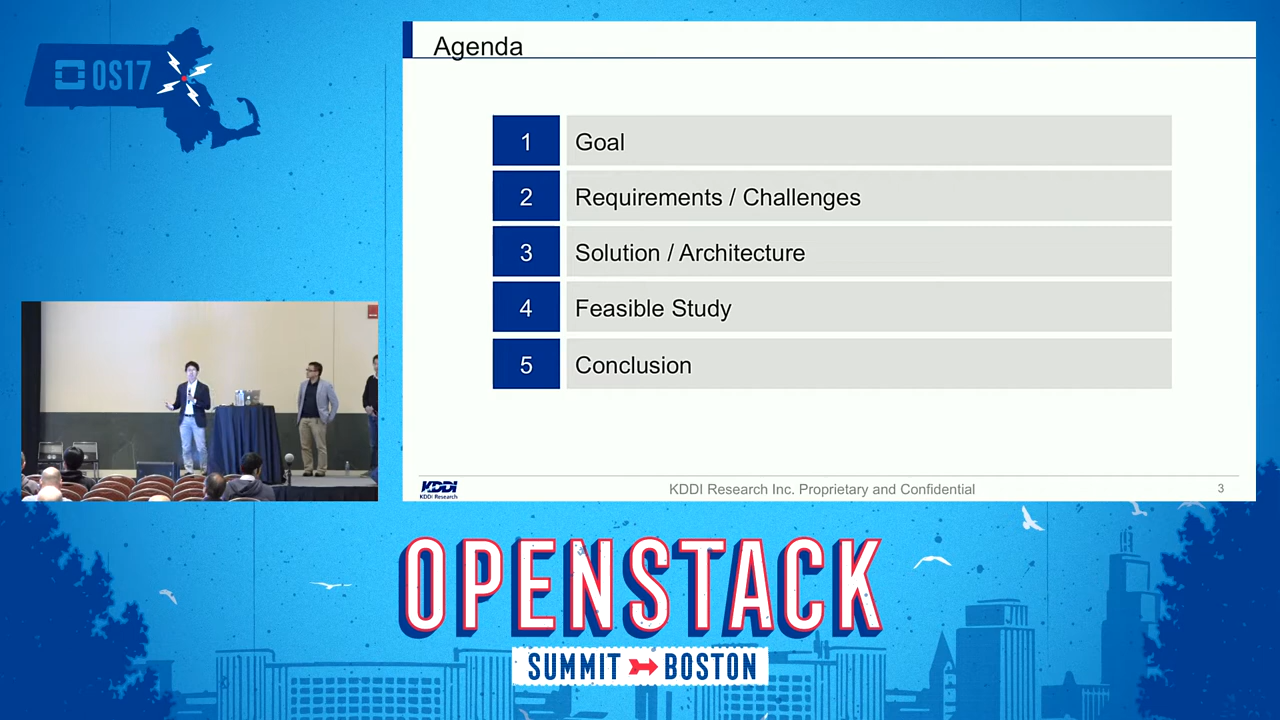 OS17
Agenda
1 Goal
2 Requirements / Challenges
3 Solution / Architecture
4 Feasible Study
5 Conclusion
KDDI
KDDI Research
KDDI Research Inc. Proprietary and Confidential
3
OPENSTACK
SUMMIT BOSTON